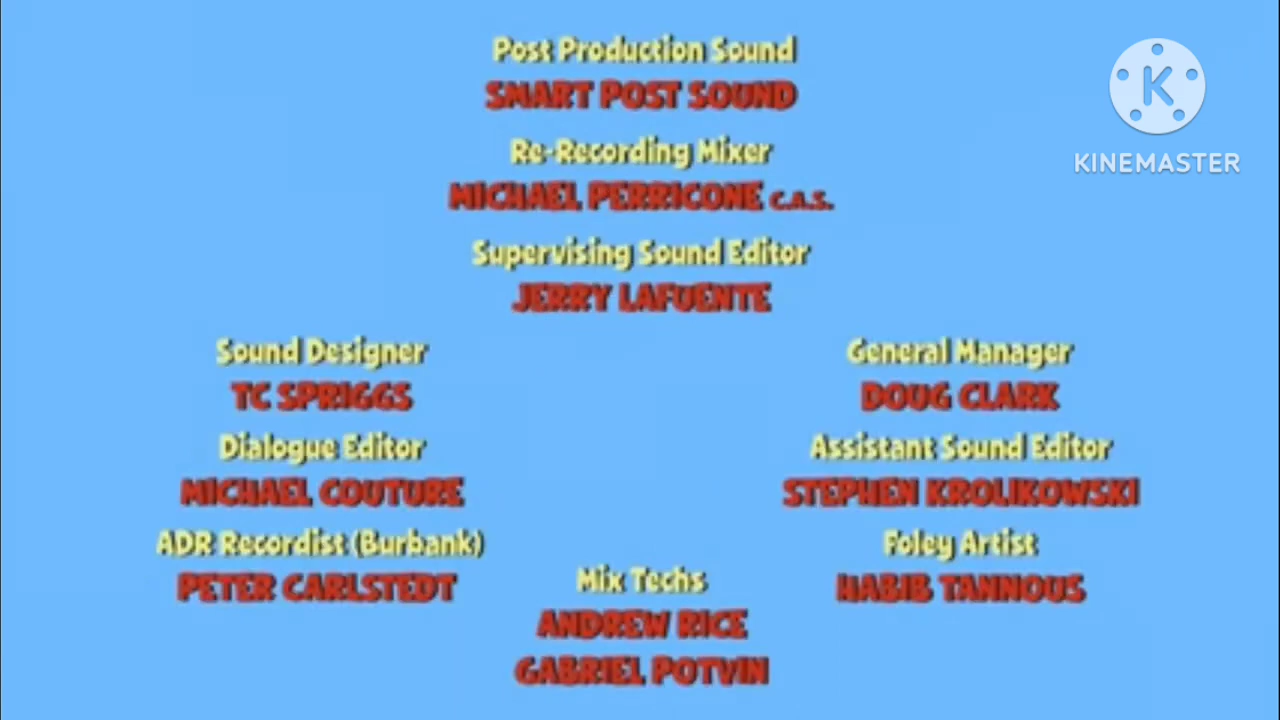 Post Production Sound
SMART POST SOUND
Re-Recording Mixer
MICHAEL PERRICONE C.A.S.
Supervising Sound Editor
JERRY LAFUENTE
Sound Designer
TC SPRIGGS
Dialogue Editor
MICHAEL COUTURE
ADR Recordist (Burbank)
PETER CARLSTEDT
General Manager
DOUG CLARK
Assistant Sound Editor
STEPHEN KROLIKOWSKI
Foley Artist
HABIB TANNOUS
Mix Techs
ANDREW RICE
GABRIEL POTVIN
K
KINEMASTER